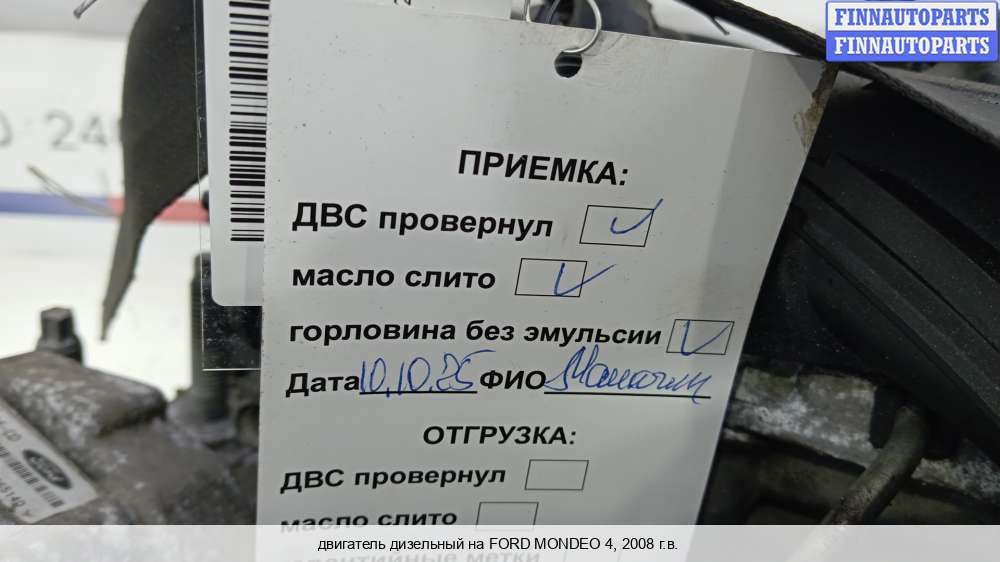 FINNAUTOPARTS
FINNAUTOPARTS
ПРИЕМКА:
ДВС провернул
масло слито
горловина без эмульсии
Дата 10.10.25 ФИО
ОТГРУЗКА:
ДВС провернул
масло слито
двигатель дизельный на FORD MONDEO 4, 2008 г.в.